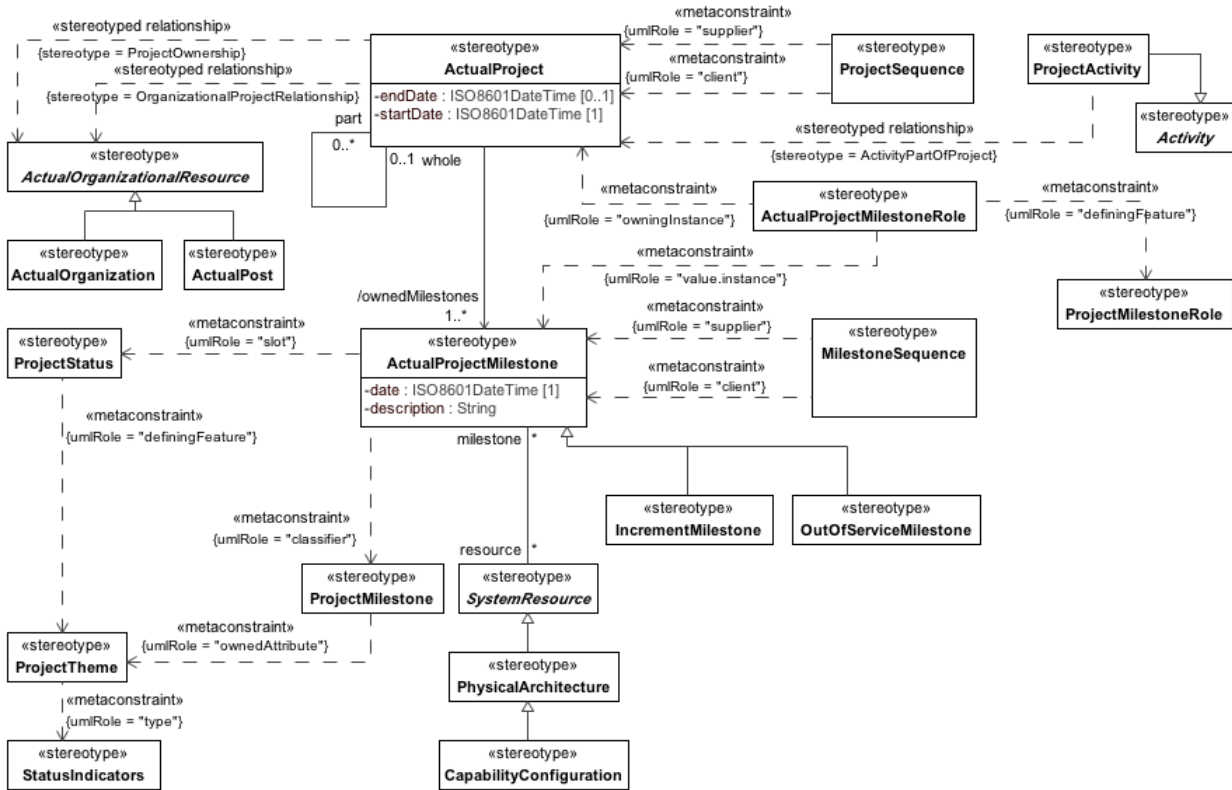 «stereotyped relationship»
{stereotype = ProjectOwnership}
«stereotyped relationship»
{stereotype = OrganizationalProjectRelationship}
«stereotype»
ActualProject
-endDate : ISO8601DateTime [0..1]
-startDate : ISO8601DateTime [1]
part
0..*
0..1 whole
«metaconstraint»
{umlRole = "supplier"}
«metaconstraint»
{umlRole = "client"}
«stereotype»
ProjectSequence
«stereotype»
ProjectActivity
«stereotype»
Activity
«stereotyped relationship»
{stereotype = ActivityPartOfProject}
«stereotype»
ActualOrganizationalResource
«stereotype»
ActualOrganization
«stereotype»
ActualPost
«metaconstraint»
{umlRole = "owningInstance"}
«stereotype»
ActualProjectMilestoneRole
«metaconstraint»
{umlRole = "definingFeature"}
«metaconstraint»
{umlRole = "value.instance"}
«stereotype»
ProjectMilestoneRole
/ownedMilestones
1..*
«stereotype»
ProjectStatus
«metaconstraint»
{umlRole = "slot"}
«stereotype»
ActualProjectMilestone
-date : ISO8601DateTime [1]
-description : String
«metaconstraint»
{umlRole = "supplier"}
«metaconstraint»
{umlRole = "client"}
«stereotype»
MilestoneSequence
«metaconstraint»
{umlRole = "definingFeature"}
milestone *
«stereotype»
IncrementMilestone
«stereotype»
OutOfServiceMilestone
«metaconstraint»
{umlRole = "classifier"}
resource *
«stereotype»
ProjectMilestone
«stereotype»
SystemResource
«metaconstraint»
{umlRole = "ownedAttribute"}
«stereotype»
ProjectTheme
«stereotype»
PhysicalArchitecture
«metaconstraint»
{umlRole = "type"}
«stereotype»
StatusIndicators
«stereotype»
CapabilityConfiguration